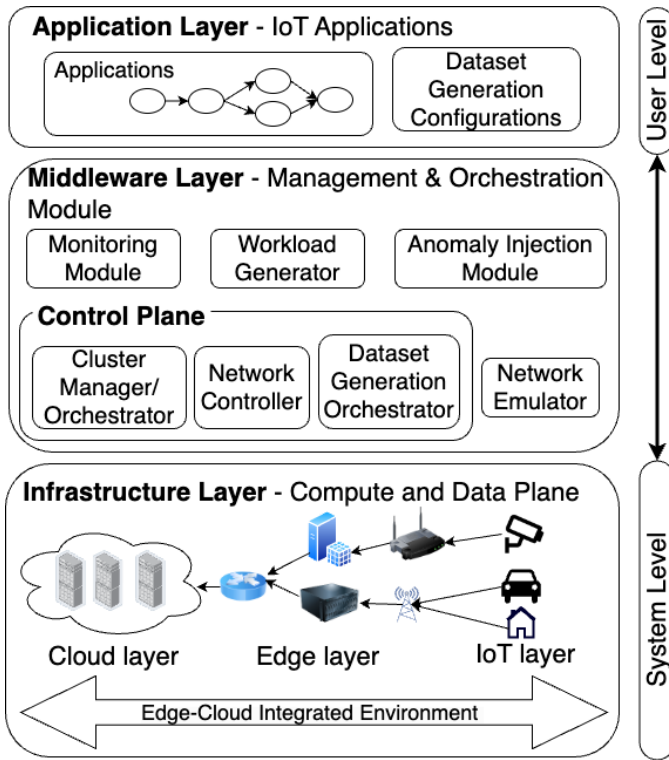 Application Layer - IoT Applications
Applications
Dataset
Generation
Configurations
User Level
Middleware Layer - Management & Orchestration
Module
Monitoring
Module
Workload
Generator
Anomaly Injection
Module
Control Plane
Cluster
Manager/
Orchestrator
Network
Controller
Dataset
Generation
Orchestrator
Network
Emulator
Infrastructure Layer - Compute and Data Plane
Cloud layer
Edge layer
IoT layer
Edge-Cloud Integrated Environment
System Level